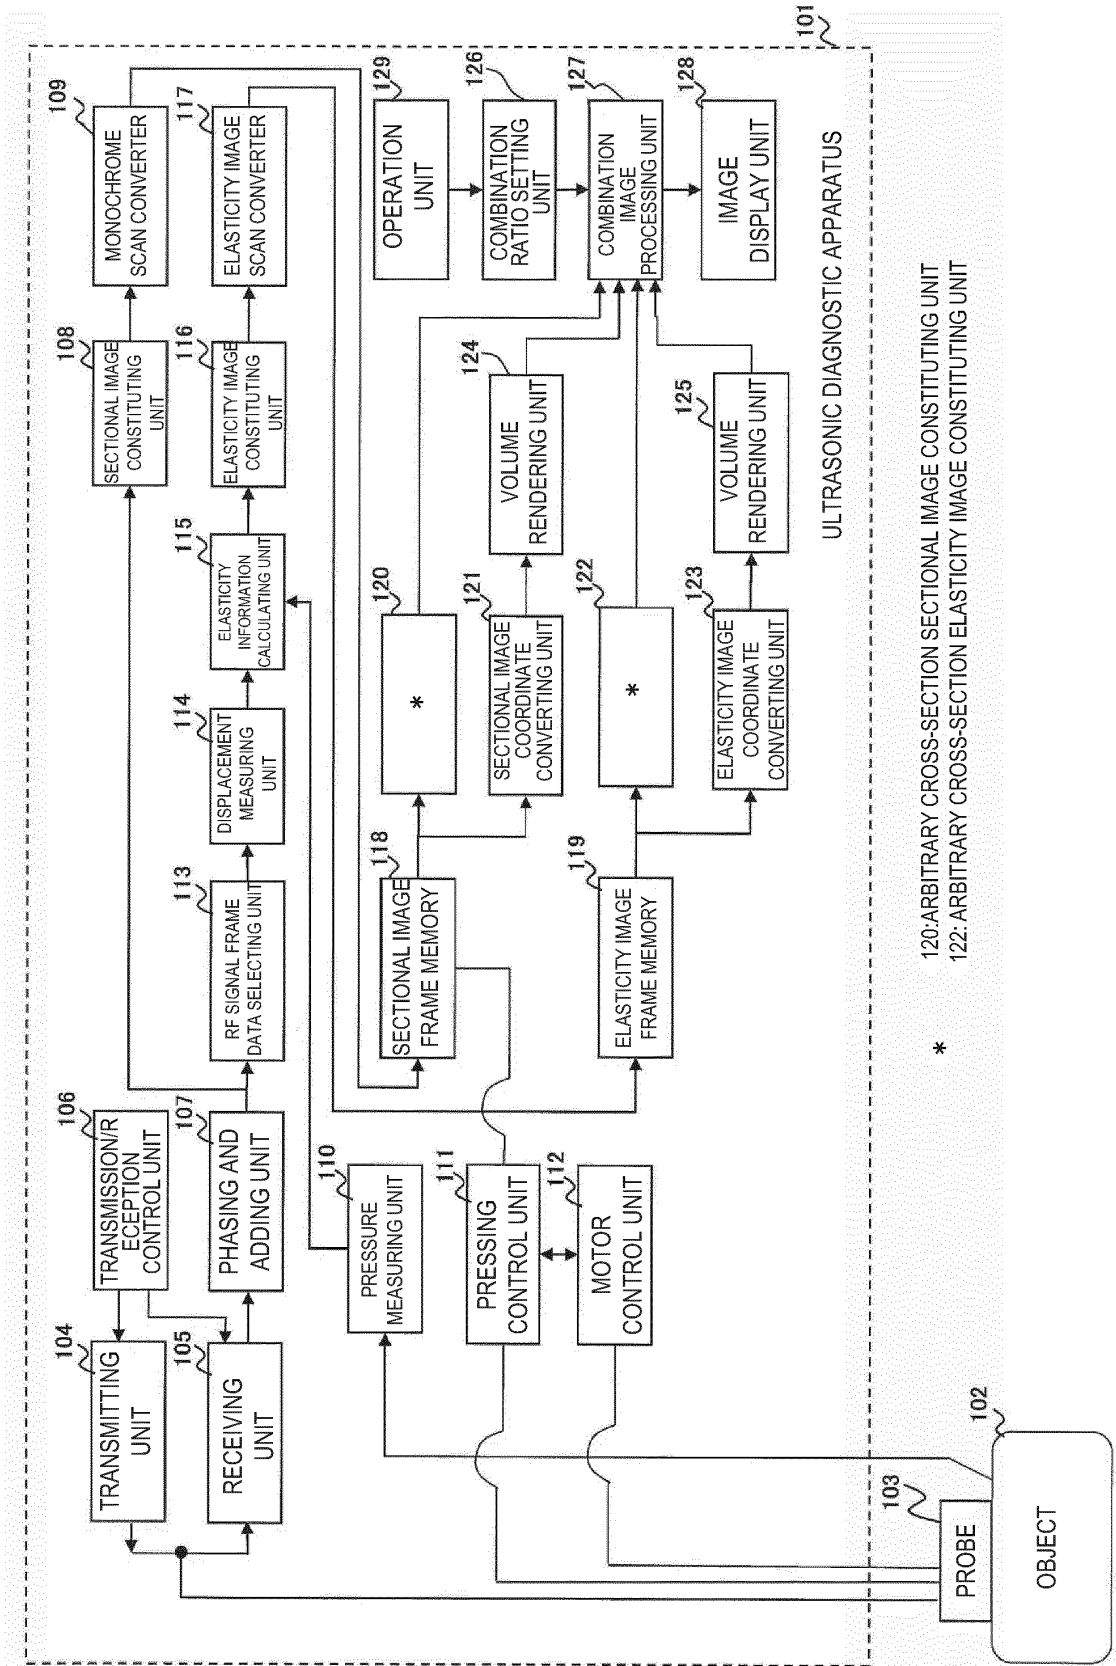 101
104
TRANSMITTING
UNIT
106
TRANSMISSION/R
ECEPTION
CONTROL UNIT
108
SECTIONAL IMAGE
CONSTITUTING
UNIT
109
MONOCHROME
SCAN CONVERTER
105
RECEIVING
UNIT
107
PHASING AND
ADDING UNIT
113
RF SIGNAL FRAME
DATA SELECTING UNIT
114
DISPLACEMENT
MEASURING
UNIT
115
ELASTICITY
INFORMATION
CALCULATING UNIT
116
ELASTICITY IMAGE
CONSTITUTING
UNIT
117
ELASTICITY IMAGE
SCAN CONVERTER
110
PRESSURE
MEASURING UNIT
118
SECTIONAL IMAGE
FRAME MEMORY
120
*
129
OPERATION
UNIT
111
PRESSING
CONTROL UNIT
121
SECTIONAL IMAGE
COORDINATE
CONVERTING UNIT
124
VOLUME
RENDERING UNIT
126
COMBINATION
RATIO SETTING
UNIT
112
MOTOR
CONTROL UNIT
119
ELASTICITY IMAGE
FRAME MEMORY
122
*
127
COMBINATION
IMAGE
PROCESSING UNIT
123
ELASTICITY IMAGE
COORDINATE
CONVERTING UNIT
125
VOLUME
RENDERING UNIT
128
IMAGE
DISPLAY UNIT
ULTRASONIC DIAGNOSTIC APPARATUS
103
PROBE
102
OBJECT
* 120:ARBITRARY CROSS-SECTION SECTIONAL IMAGE CONSTITUTING UNIT
122: ARBITRARY CROSS-SECTION ELASTICITY IMAGE CONSTITUTING UNIT